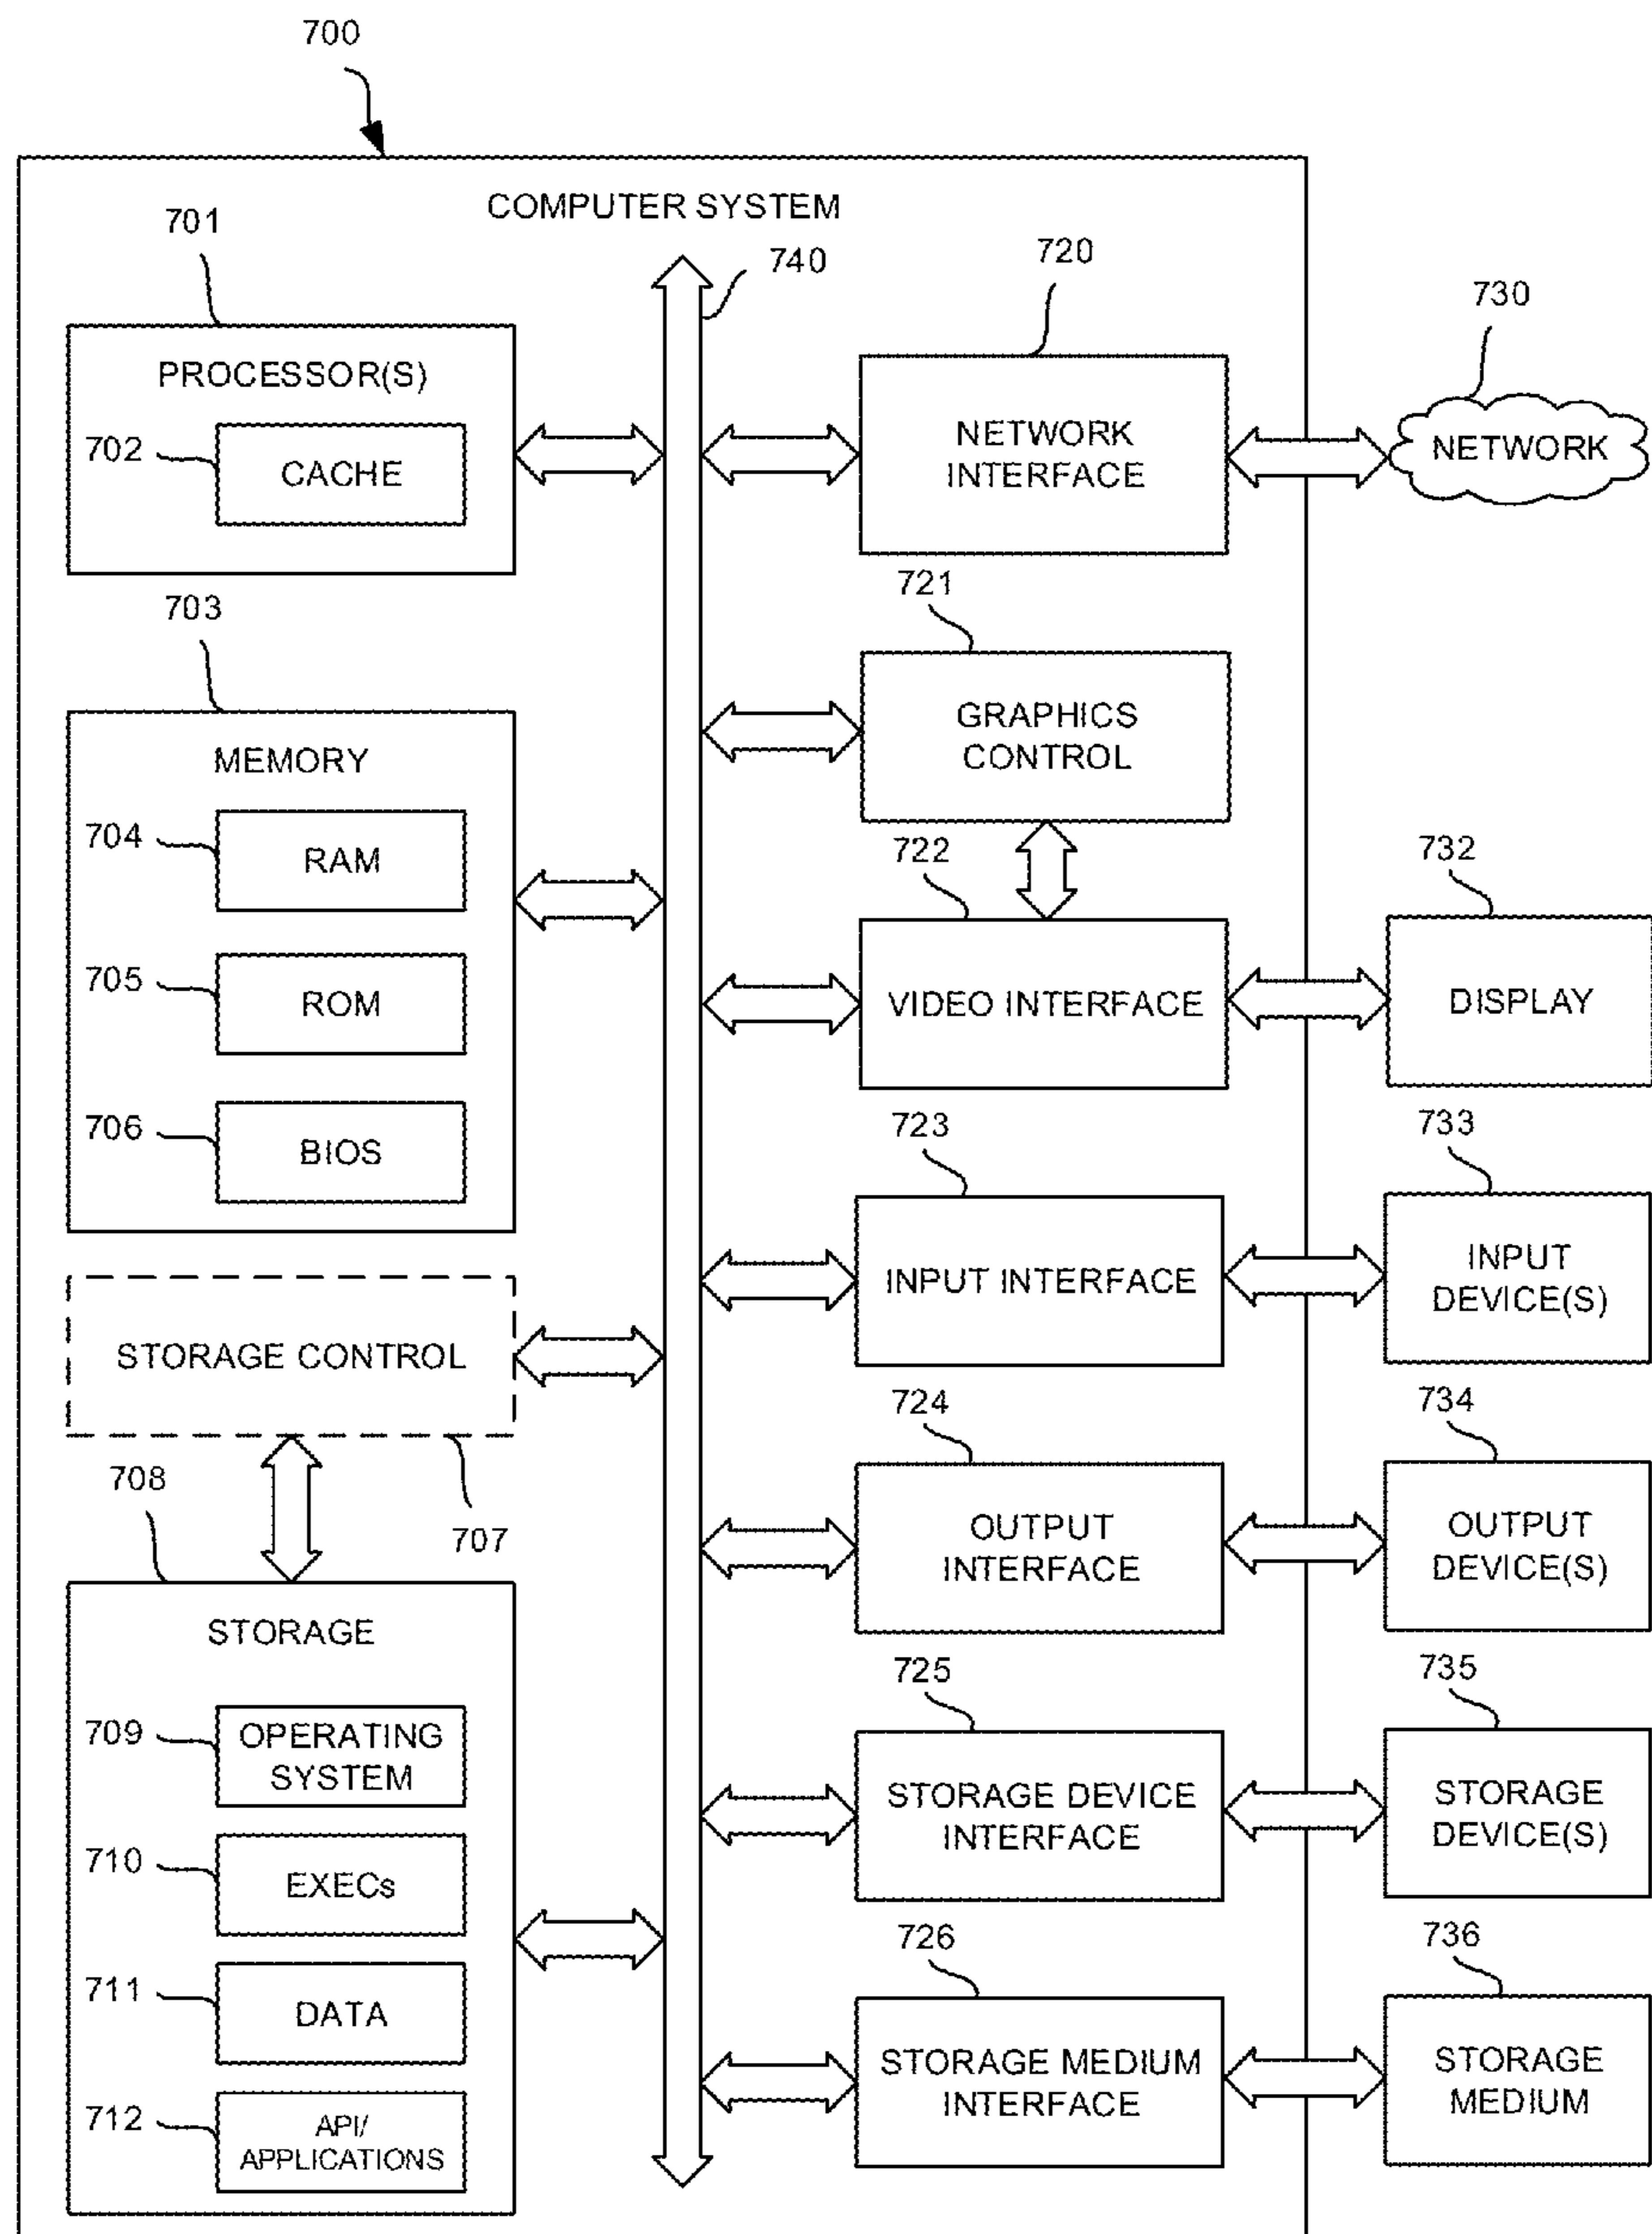 700
COMPUTER SYSTEM
701
740
720
730
PROCESSOR(S)
702
CACHE
NETWORK
INTERFACE
NETWORK
703
721
MEMORY
GRAPHICS
CONTROL
704
RAM
722
732
705
ROM
VIDEO INTERFACE
DISPLAY
706
BIOS
723
733
INPUT INTERFACE
INPUT
DEVICE(S)
STORAGE CONTROL
707
724
734
708
OUTPUT
INTERFACE
OUTPUT
DEVICE(S)
STORAGE
725
735
709
OPERATING
SYSTEM
STORAGE DEVICE
INTERFACE
STORAGE
DEVICE(S)
710
EXECs
726
736
711
DATA
STORAGE MEDIUM
INTERFACE
STORAGE
MEDIUM
712
API/
APPLICATIONS